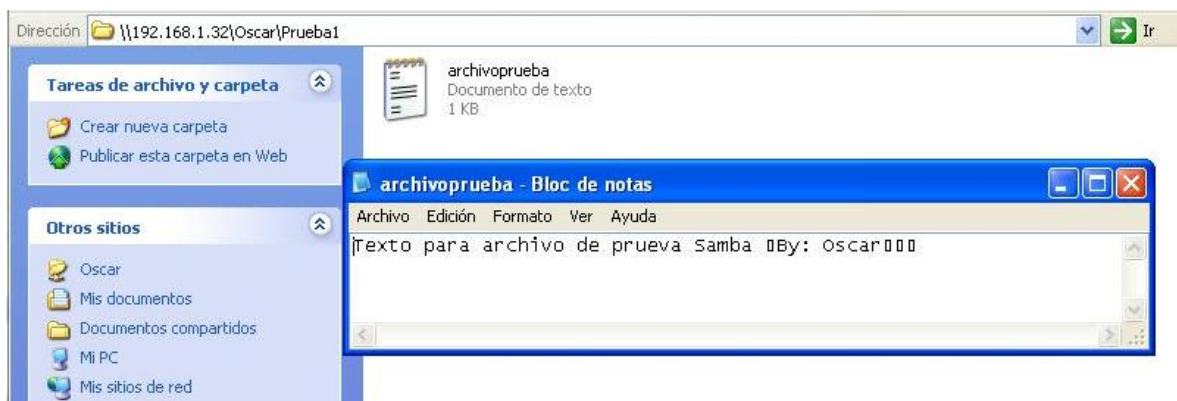 Dirección \\192.168.1.32\Oscar\Prueba1 Ir
Tareas de archivo y carpeta
Crear nueva carpeta
Publicar esta carpeta en Web
Otros sitios
Oscar
Mis documentos
Documentos compartidos
Mi PC
Mis sitios de red
archivoprueba
Documento de texto
1 KB
archivoprueba - Bloc de notas
Archivo Edición Formato Ver Ayuda
Texto para archivo de prueva Samba ▯By: Oscar▯▯▯